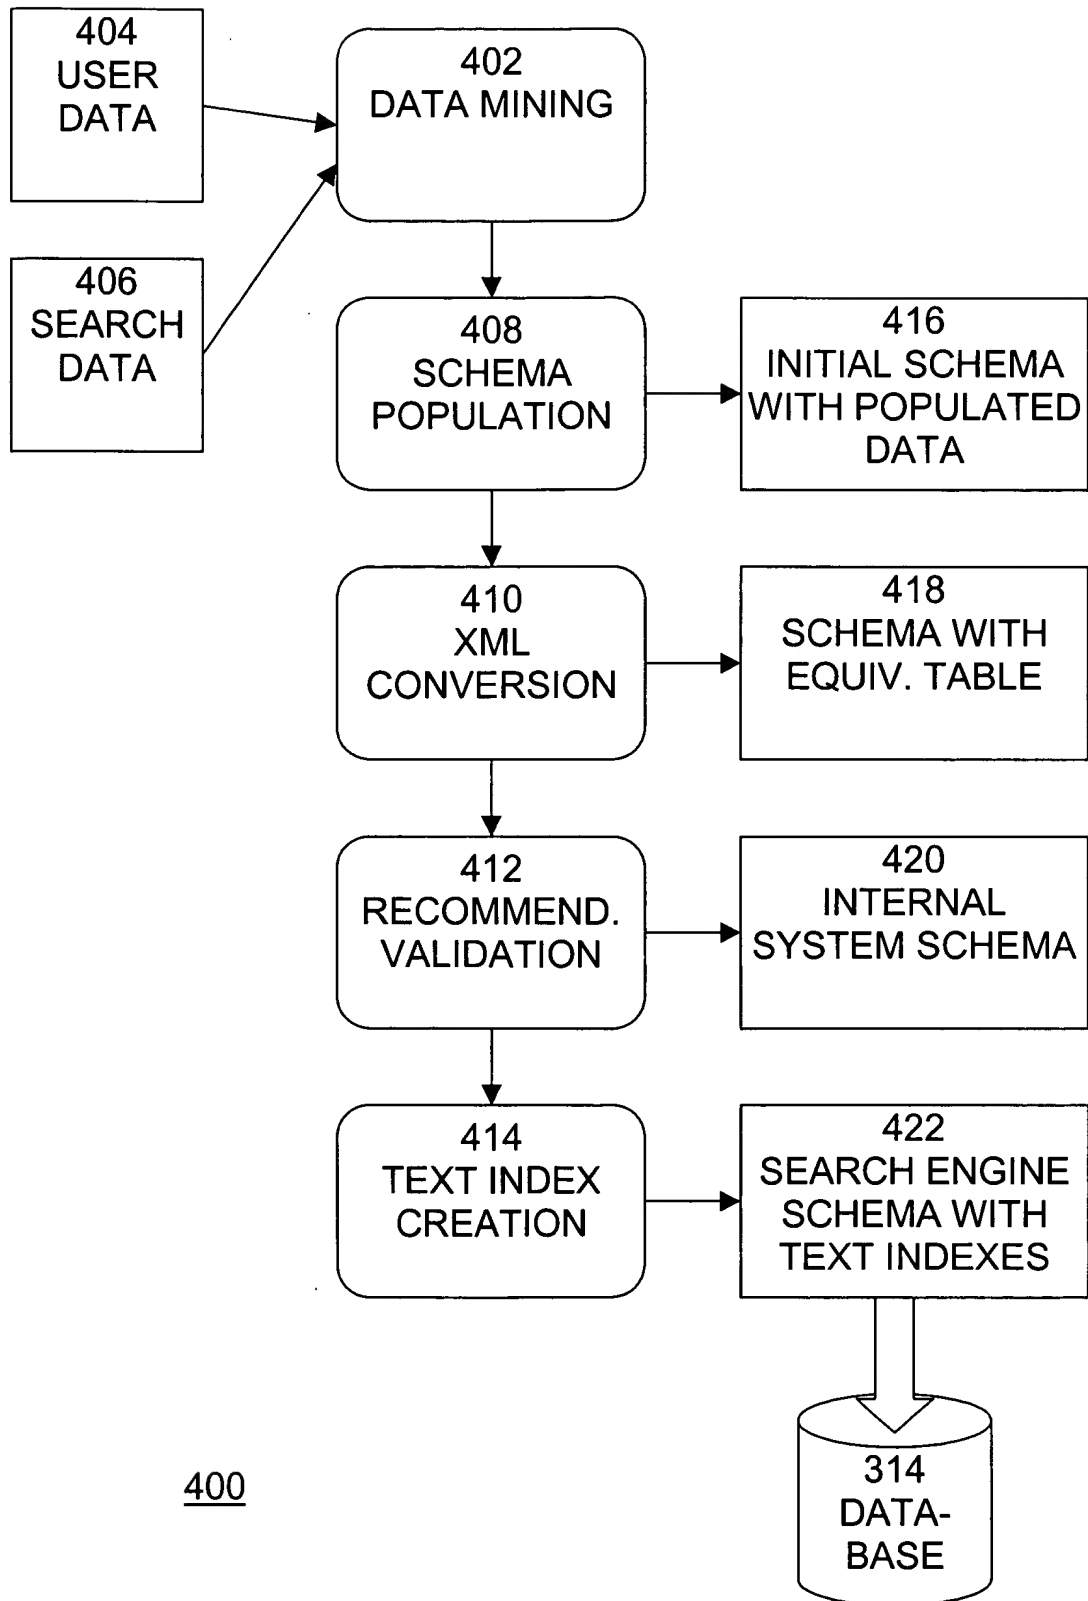 404
USER
DATA
402
DATA MINING
406
SEARCH
DATA
408
SCHEMA
POPULATION
416
INITIAL SCHEMA
WITH POPULATED
DATA
410
XML
CONVERSION
418
SCHEMA WITH
EQUIV. TABLE
412
RECOMMEND.
VALIDATION
420
INTERNAL
SYSTEM SCHEMA
414
TEXT INDEX
CREATION
422
SEARCH ENGINE
SCHEMA WITH
TEXT INDEXES
400
314
DATA-
BASE